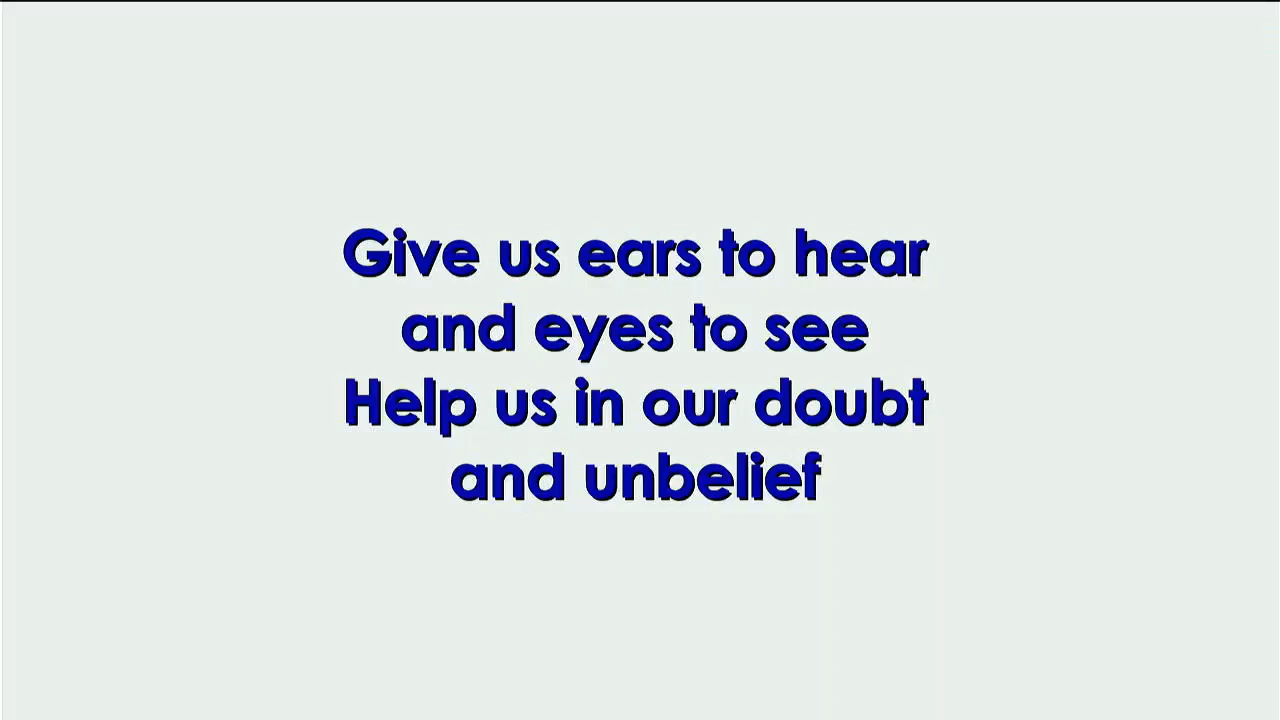 Give us ears to hear
and eyes to see
Help us in our doubt
and unbelief